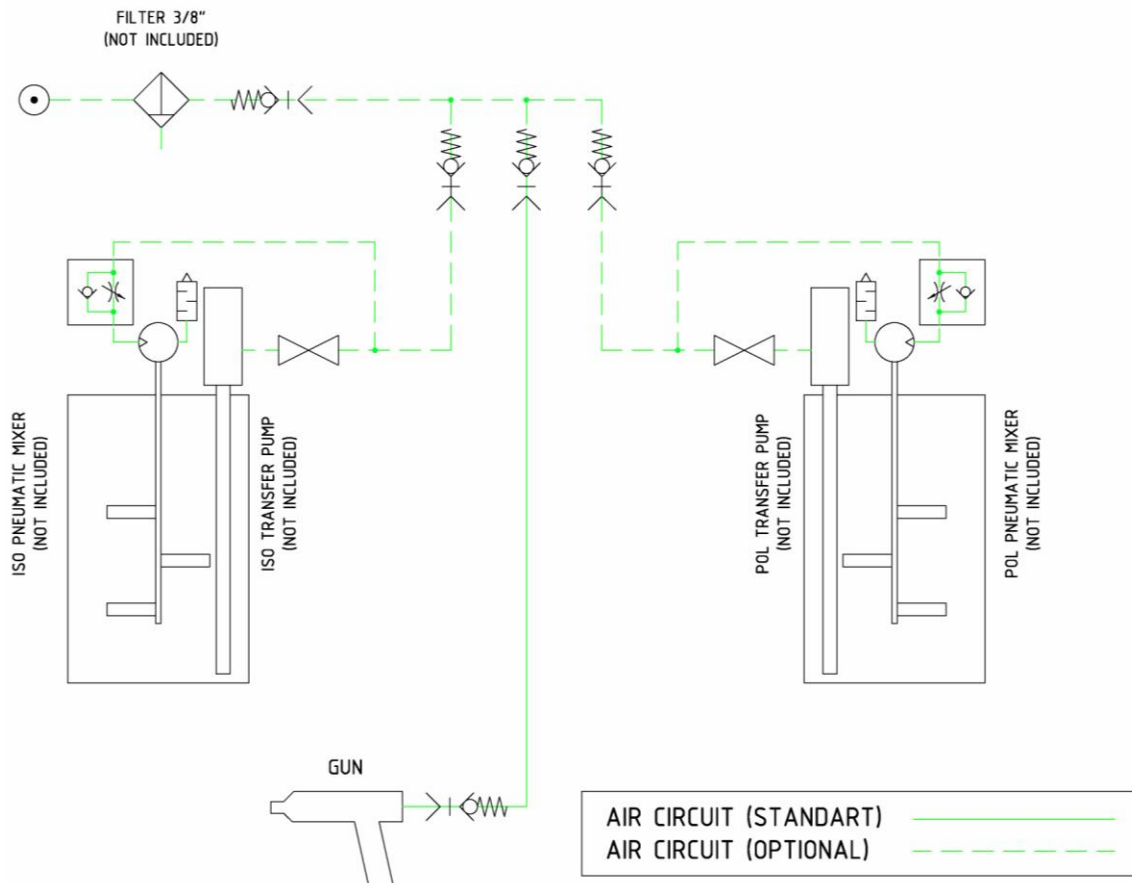 FILTER 3/8"
(NOT INCLUDED)
ISO PNEUMATIC MIXER
(NOT INCLUDED)
ISO TRANSFER PUMP
(NOT INCLUDED)
POL TRANSFER PUMP
(NOT INCLUDED)
POL PNEUMATIC MIXER
(NOT INCLUDED)
GUN
AIR CIRCUIT (STANDART)
AIR CIRCUIT (OPTIONAL)